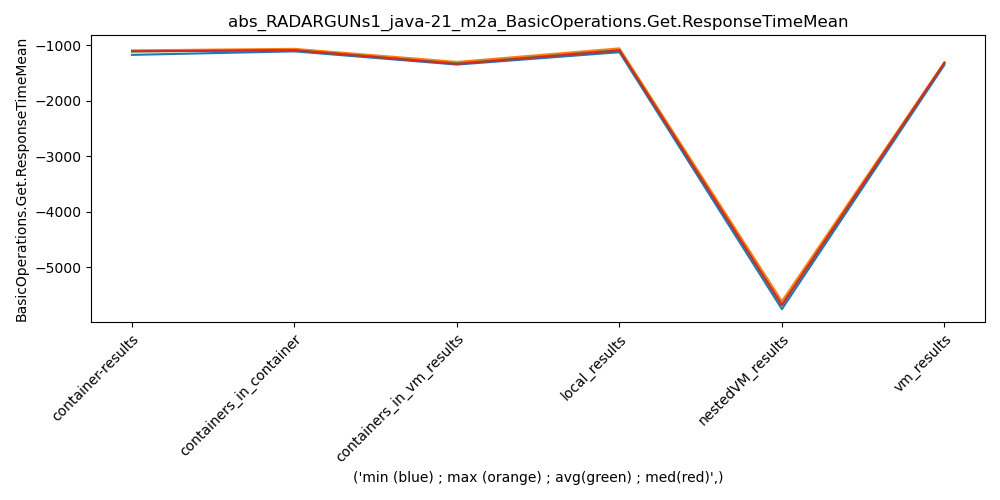 abs_RADARGUNs1_java-21_m2a_BasicOperations.Get.ResponseTimeMean
BasicOperations.Get.ResponseTimeMean
−1000
−2000
−3000
−4000
−5000
container-results
containers_in_container
containers_in_vm_results
local_results
nestedVM_results
vm_results
('min (blue) ; max (orange) ; avg(green) ; med(red)',)